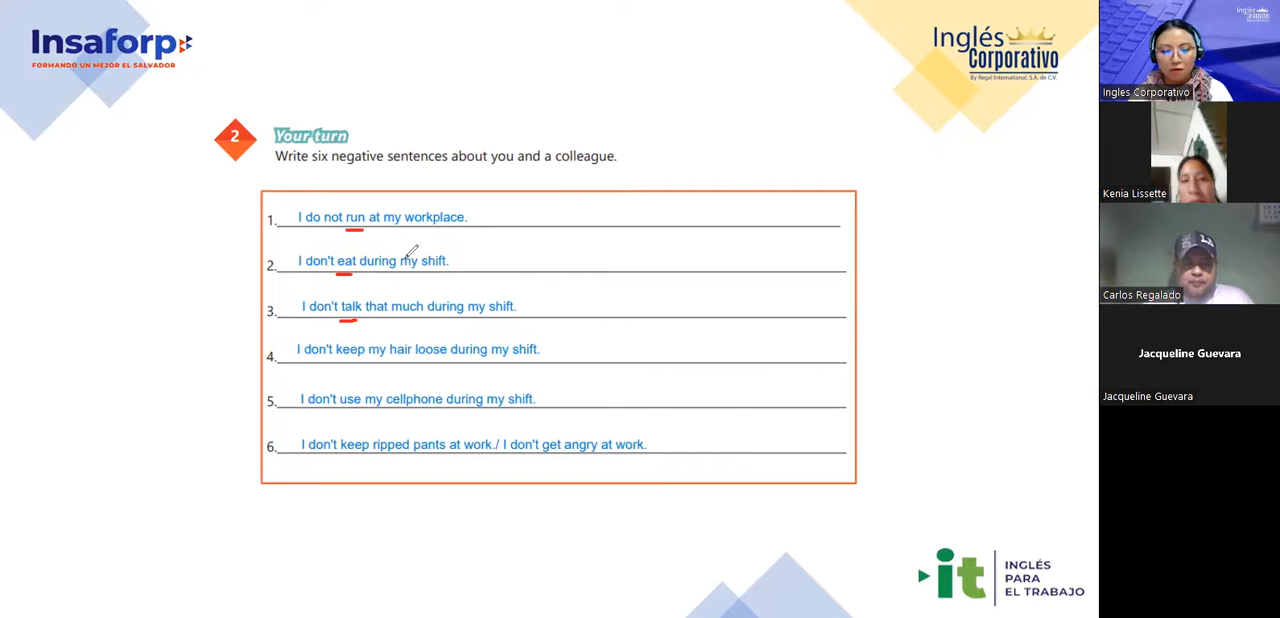 Insaforp
FORMANDO UN MEJOR EL SALVADOR
Inglés
Corporativo
By Regal International, S.A. de C.V.
2
Your turn
Write six negative sentences about you and a colleague.
1. I do not run at my workplace.
2. I don't eat during my shift.
3. I don't talk that much during my shift.
4. I don't keep my hair loose during my shift.
5. I don't use my cellphone during my shift.
6. I don't keep ripped pants at work./ I don't get angry at work.
it
INGLÉS
PARA
EL TRABAJO
Ingles Corporativo
Kenia Lissette
Carlos Regalado
Jacqueline Guevara
Jacqueline Guevara